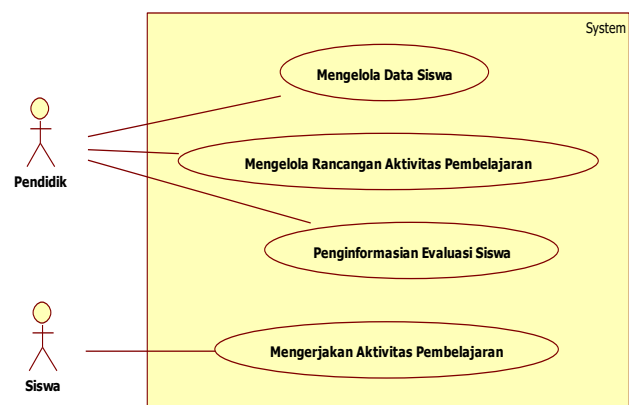 System
Mengelola Data Siswa
Mengelola Rancangan Aktivitas Pembelajaran
Pendidik
Penginformasian Evaluasi Siswa
Mengerjakan Aktivitas Pembelajaran
Siswa